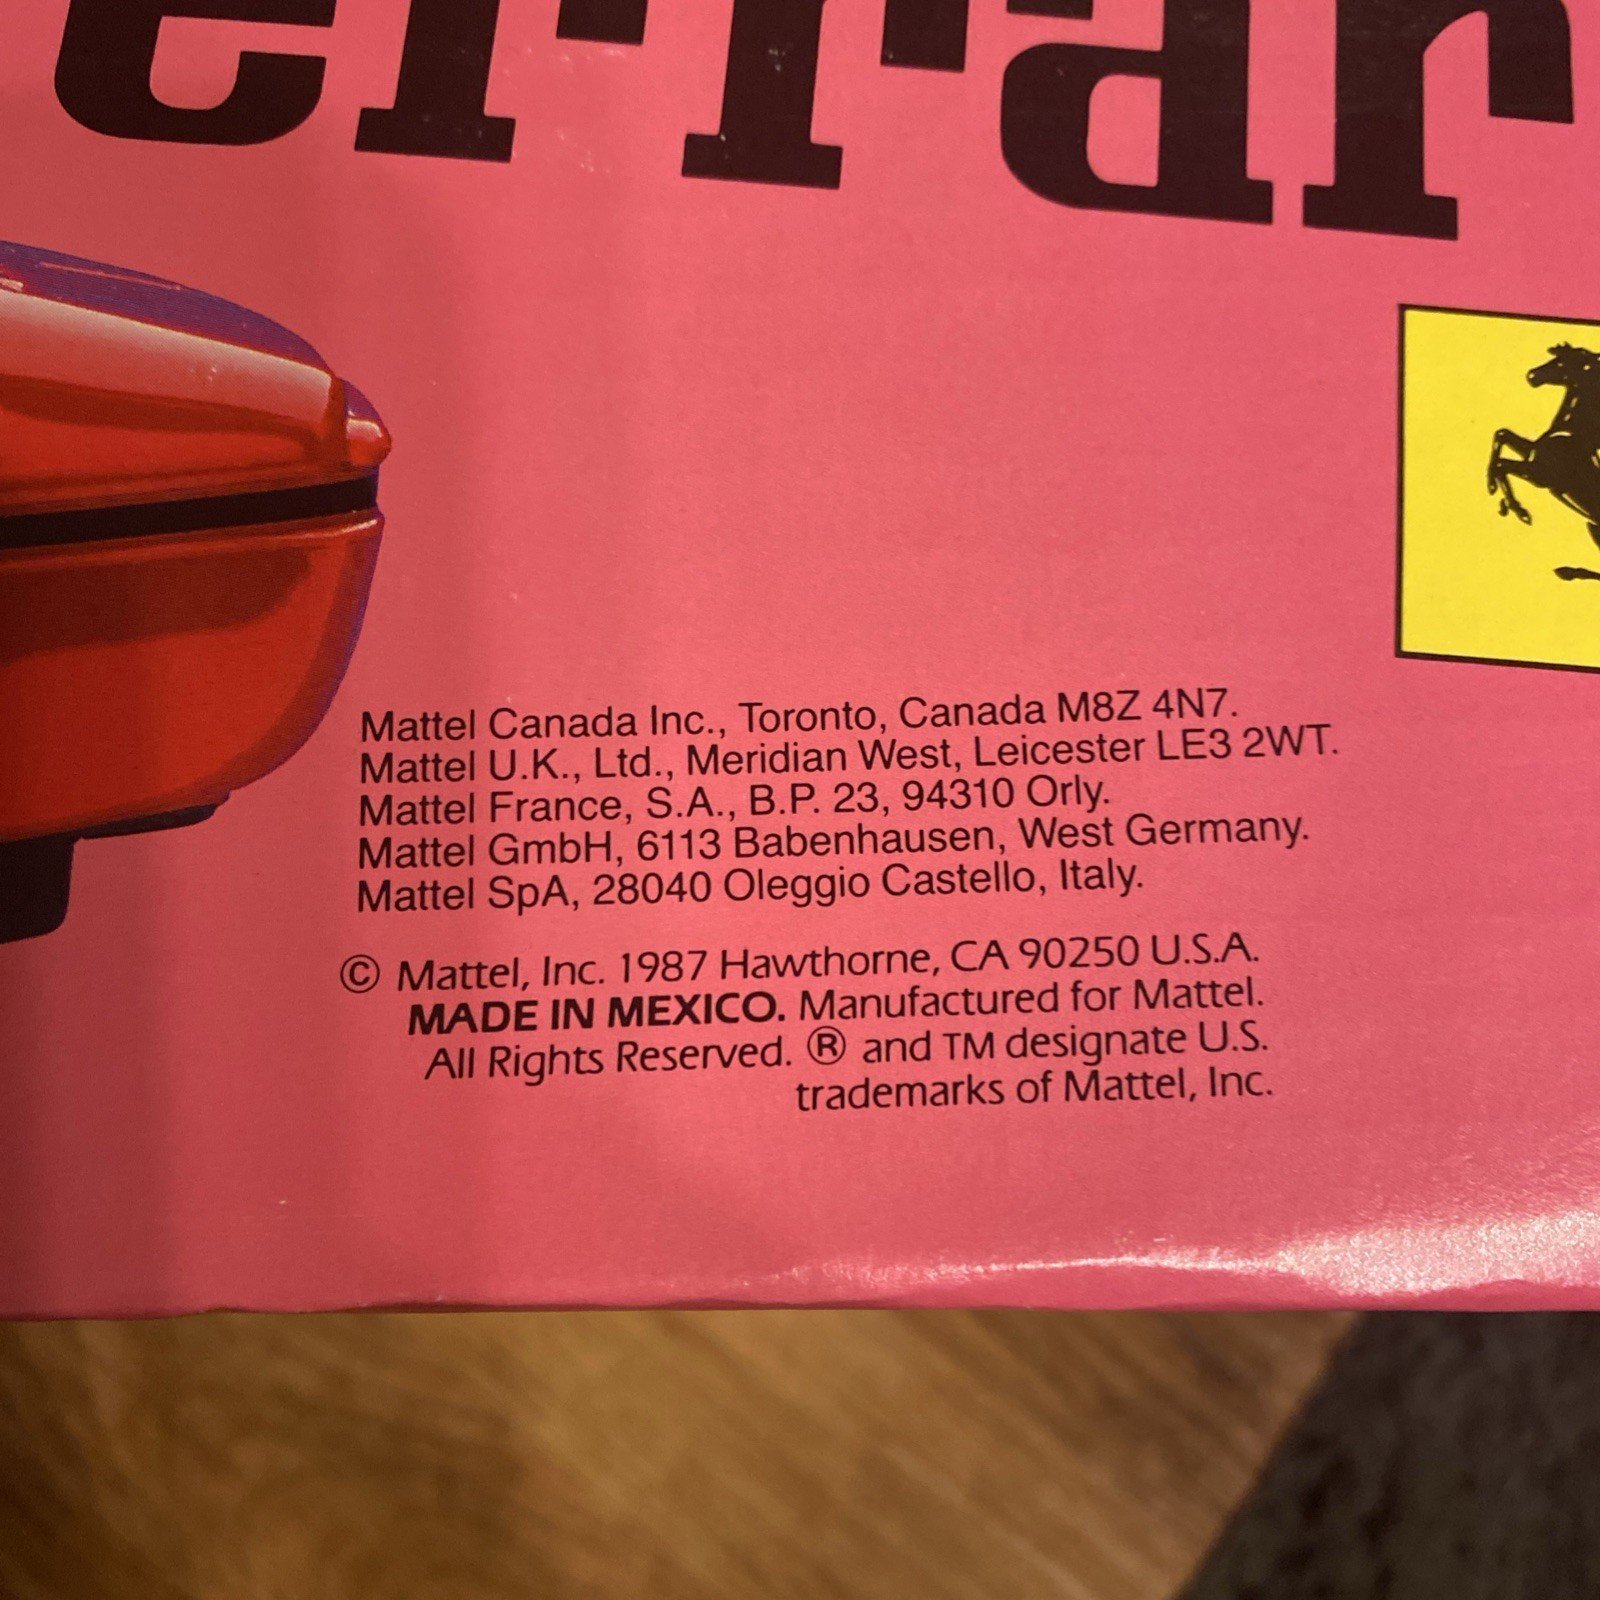 errar
Mattel Canada Inc., Toronto, Canada M8Z 4N7.
Mattel U.K., Ltd., Meridian West, Leicester LE3 2WT.
Mattel France, S.A., B.P. 23, 94310 Orly.
Mattel GmbH, 6113 Babenhausen, West Germany.
Mattel SpA, 28040 Oleggio Castello, Italy.
© Mattel, Inc. 1987 Hawthorne, CA 90250 U.S.A.
MADE IN MEXICO. Manufactured for Mattel.
All Rights Reserved. ® and TM designate U.S.
trademarks of Mattel, Inc.